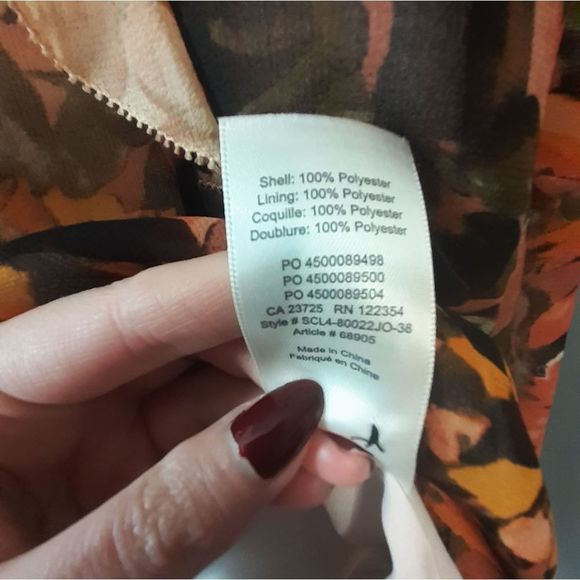 Shell: 100% Polyester
Lining: 100% Polyester
Coquille: 100% Polyester
Doublure: 100% Polyester
PO 4500089498
PO 4500089500
PO 4500089504
CA 23725 RN 122354
Style # SCL4-80022JO-38
Article # 68905
Made in China
Fabriqué en Chine